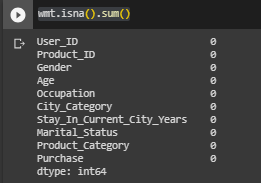 wmt.isna().sum()
User_ID 0
Product_ID 0
Gender 0
Age 0
Occupation 0
City_Category 0
Stay_In_Current_City_Years 0
Marital_Status 0
Product_Category 0
Purchase 0
dtype: int64